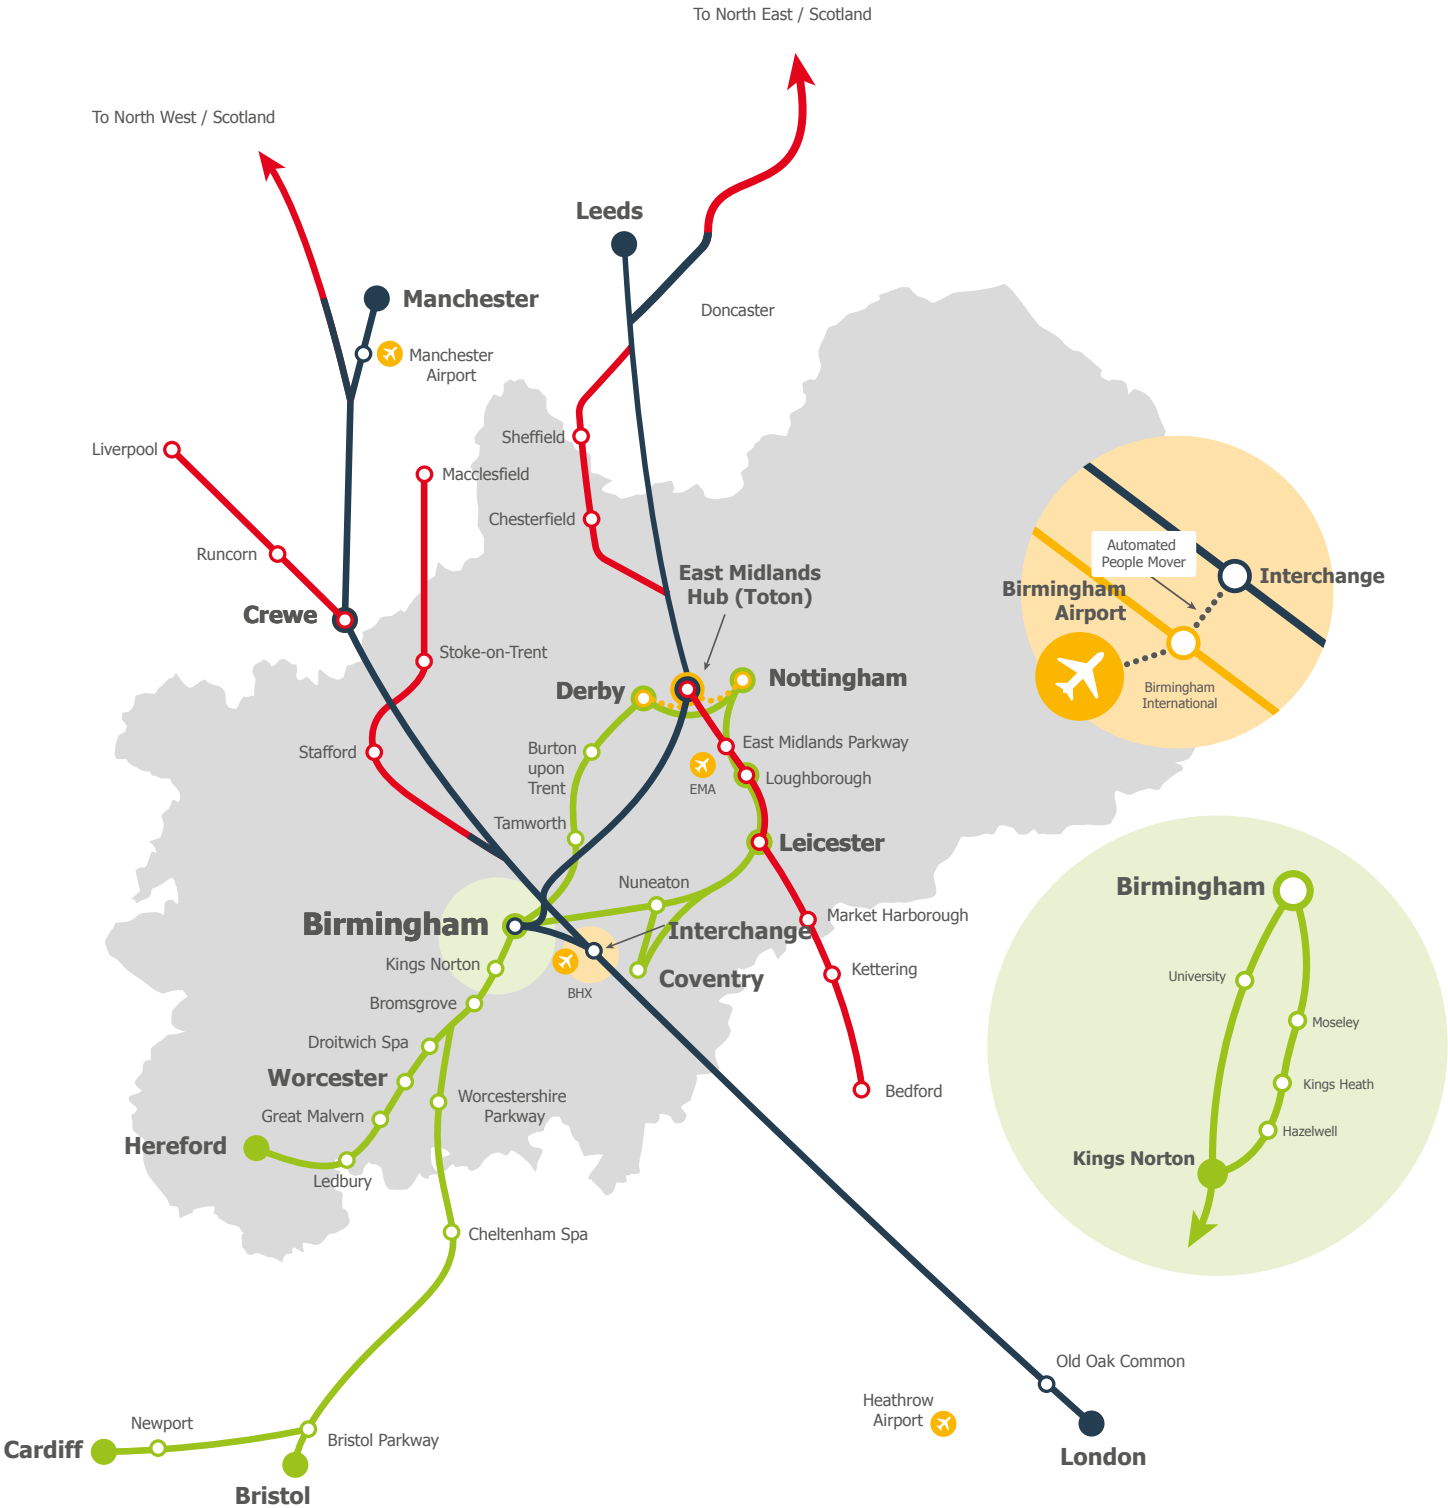 To North East / Scotland
To North West / Scotland
Leeds
Manchester
Doncaster
Manchester
Airport
Liverpool
Sheffield
Macclesfield
Chesterfield
Runcorn
Automated
People Mover
East Midlands
Hub (Toton)
Interchange
Birmingham
Airport
Crewe
Stoke-on-Trent
Nottingham
Derby
Birmingham
International
Stafford
Burton
upon
Trent
East Midlands Parkway
Loughborough
EMA
Tamworth
Leicester
Nuneaton
Birmingham
Birmingham
Market Harborough
Interchange
Kings Norton
Coventry
Kettering
University
BHX
Bromsgrove
Moseley
Droitwich Spa
Worcester
Kings Heath
Bedford
Worcestershire
Parkway
Great Malvern
Hazelwell
Hereford
Kings Norton
Ledbury
Cheltenham Spa
Old Oak Common
Heathrow
Airport
Newport
Bristol Parkway
Cardiff
London
Bristol